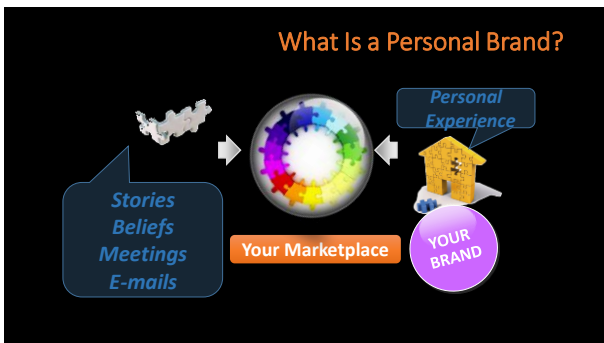 What Is a Personal Brand?
Personal
Experience
Stories
Beliefs
Meetings
E-mails
Your Marketplace
YOUR
BRAND